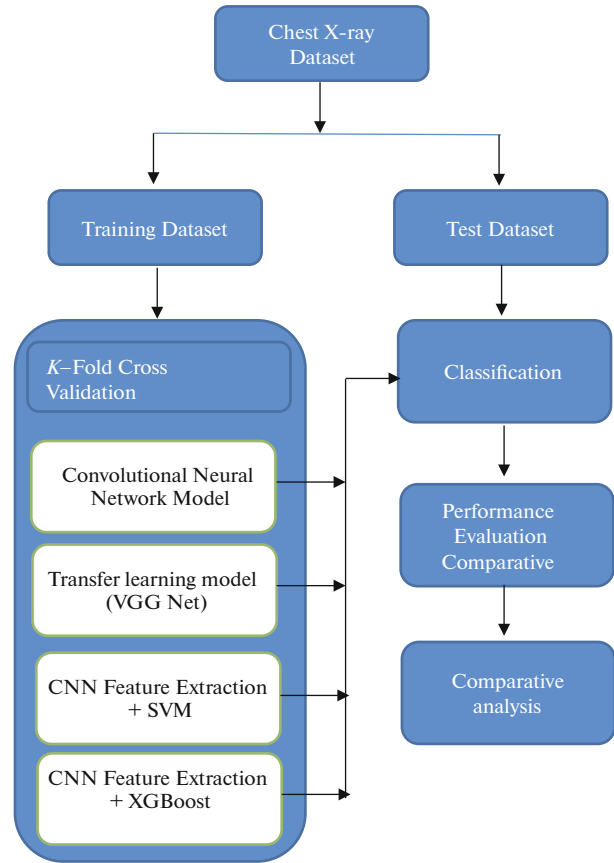 Chest X-ray
Dataset
Training Dataset
Test Dataset
K–Fold Cross
Validation
Classification
Convolutional Neural
Network Model
Performance
Evaluation
Comparative
Transfer learning model
(VGG Net)
CNN Feature Extraction
+ SVM
Comparative
analysis
CNN Feature Extraction
+ XGBoost